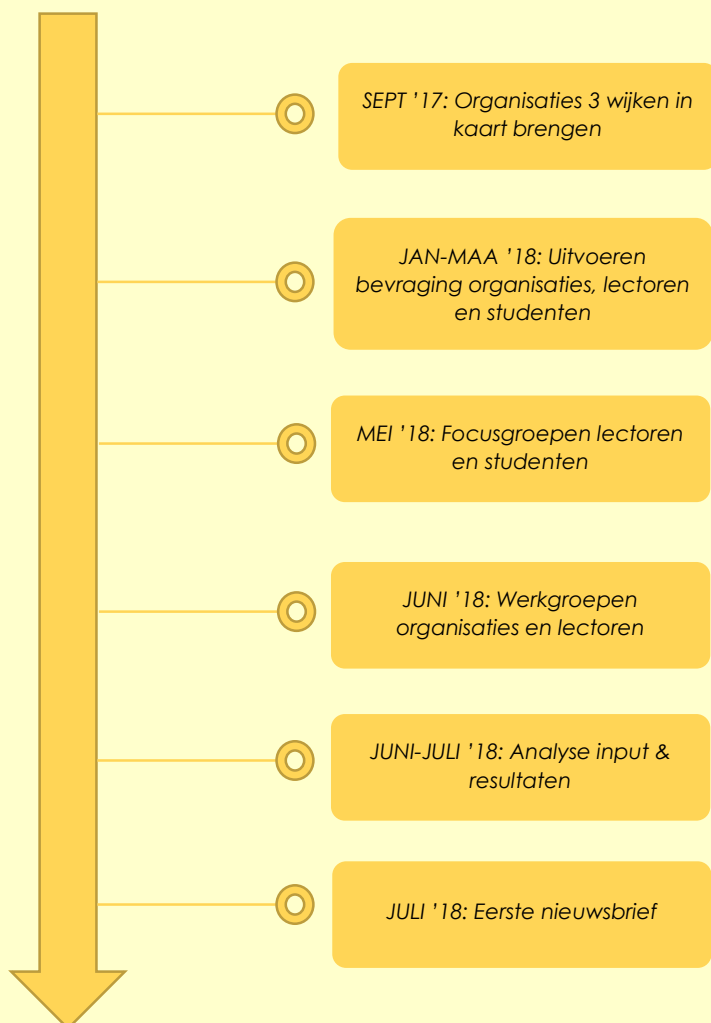 SEPT ’17: Organisaties 3 wijken in
kaart brengen
JAN-MAA ’18: Uitvoeren
bevraging organisaties, lectoren
en studenten
MEI ’18: Focusgroepen lectoren
en studenten
JUNI ’18: Werkgroepen
organisaties en lectoren
JUNI-JULI ’18: Analyse input &
resultaten
JULI ’18: Eerste nieuwsbrief